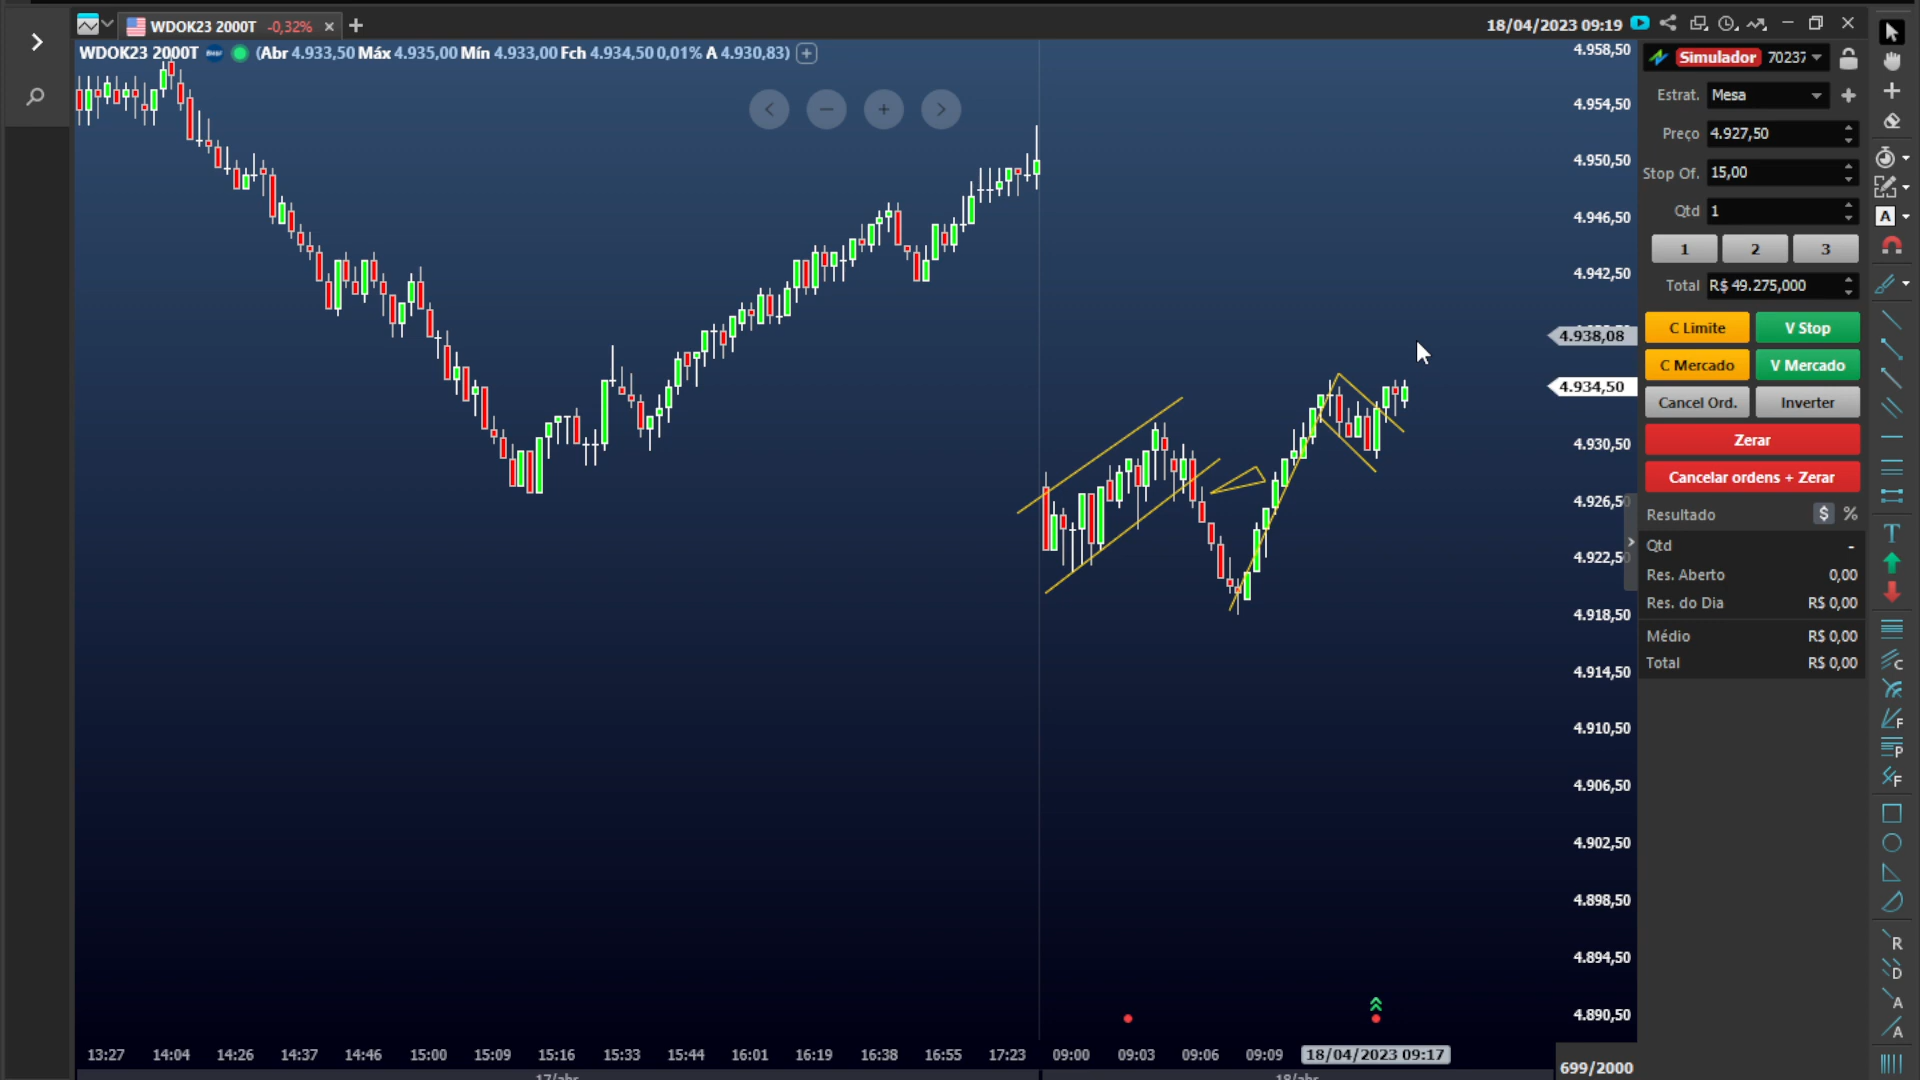 WDOK23 2000T -0,32%
18/04/2023 09:19
WDOK23 2000T (Abr 4.933,50 Máx 4.935,00 Mín 4.933,00 Fch 4.934,50 0,01% A 4.930,83)
4.958,50
4.954,50
4.950,50
4.946,50
4.942,50
4.938,08
4.934,50
4.930,50
4.926,50
4.922,50
4.918,50
4.914,50
4.910,50
4.906,50
4.902,50
4.898,50
4.894,50
4.890,50
13:27 14:04 14:26 14:37 14:46 15:00 15:09 15:16 15:33 15:44 16:01 16:19 16:38 16:55 17:23 09:00 09:03 09:06 09:09 18/04/2023 09:17
17/abr 18/abr
699/2000
Simulador 70237
Estrat. Mesa
Preço 4.927,50
Stop Of. 15,00
Qtd 1
1 2 3
Total R$ 49.275,000
C Limite V Stop
C Mercado V Mercado
Cancel Ord. Inverter
Zerar
Cancelar ordens + Zerar
Resultado $ %
Qtd -
Res. Aberto 0,00
Res. do Dia R$ 0,00
Médio R$ 0,00
Total R$ 0,00
A
T
C
F
P
F
R
D
A
A